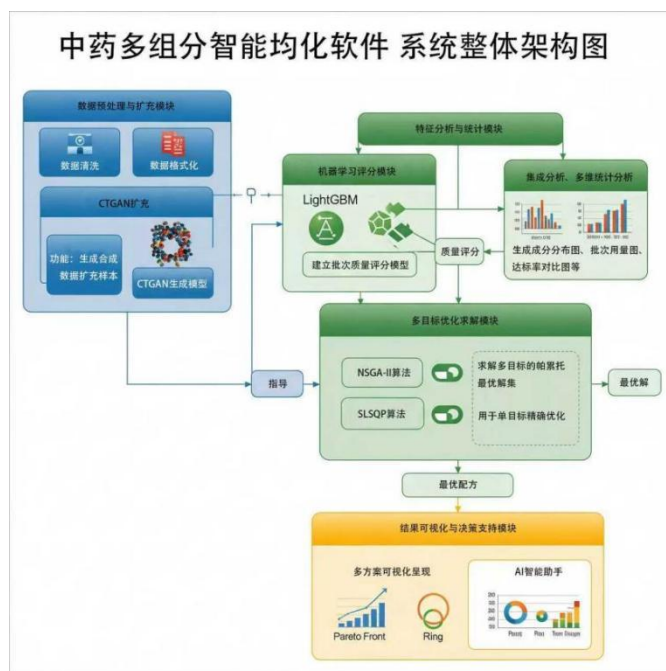 中药多组分智能均化软件 系统整体架构图
数据预处理与扩充模块
数据清洗
数据格式化
CTGAN扩充
功能：生成合成
数据扩充样本
CTGAN生成模型
特征分析与统计模块
机器学习评分模块
LightGBM
建立批次质量评分模型
质量评分
集成分析、多维统计分析
生成成分分布图、批次用量图、
达标率对比图等
多目标优化求解模块
NSGA-II算法
求解多目标的帕累托
最优解集
SLSQP算法
用于单目标精确优化
指导
最优解
最优配方
结果可视化与决策支持模块
多方案可视化呈现
Pareto Front
Ring
AI智能助手